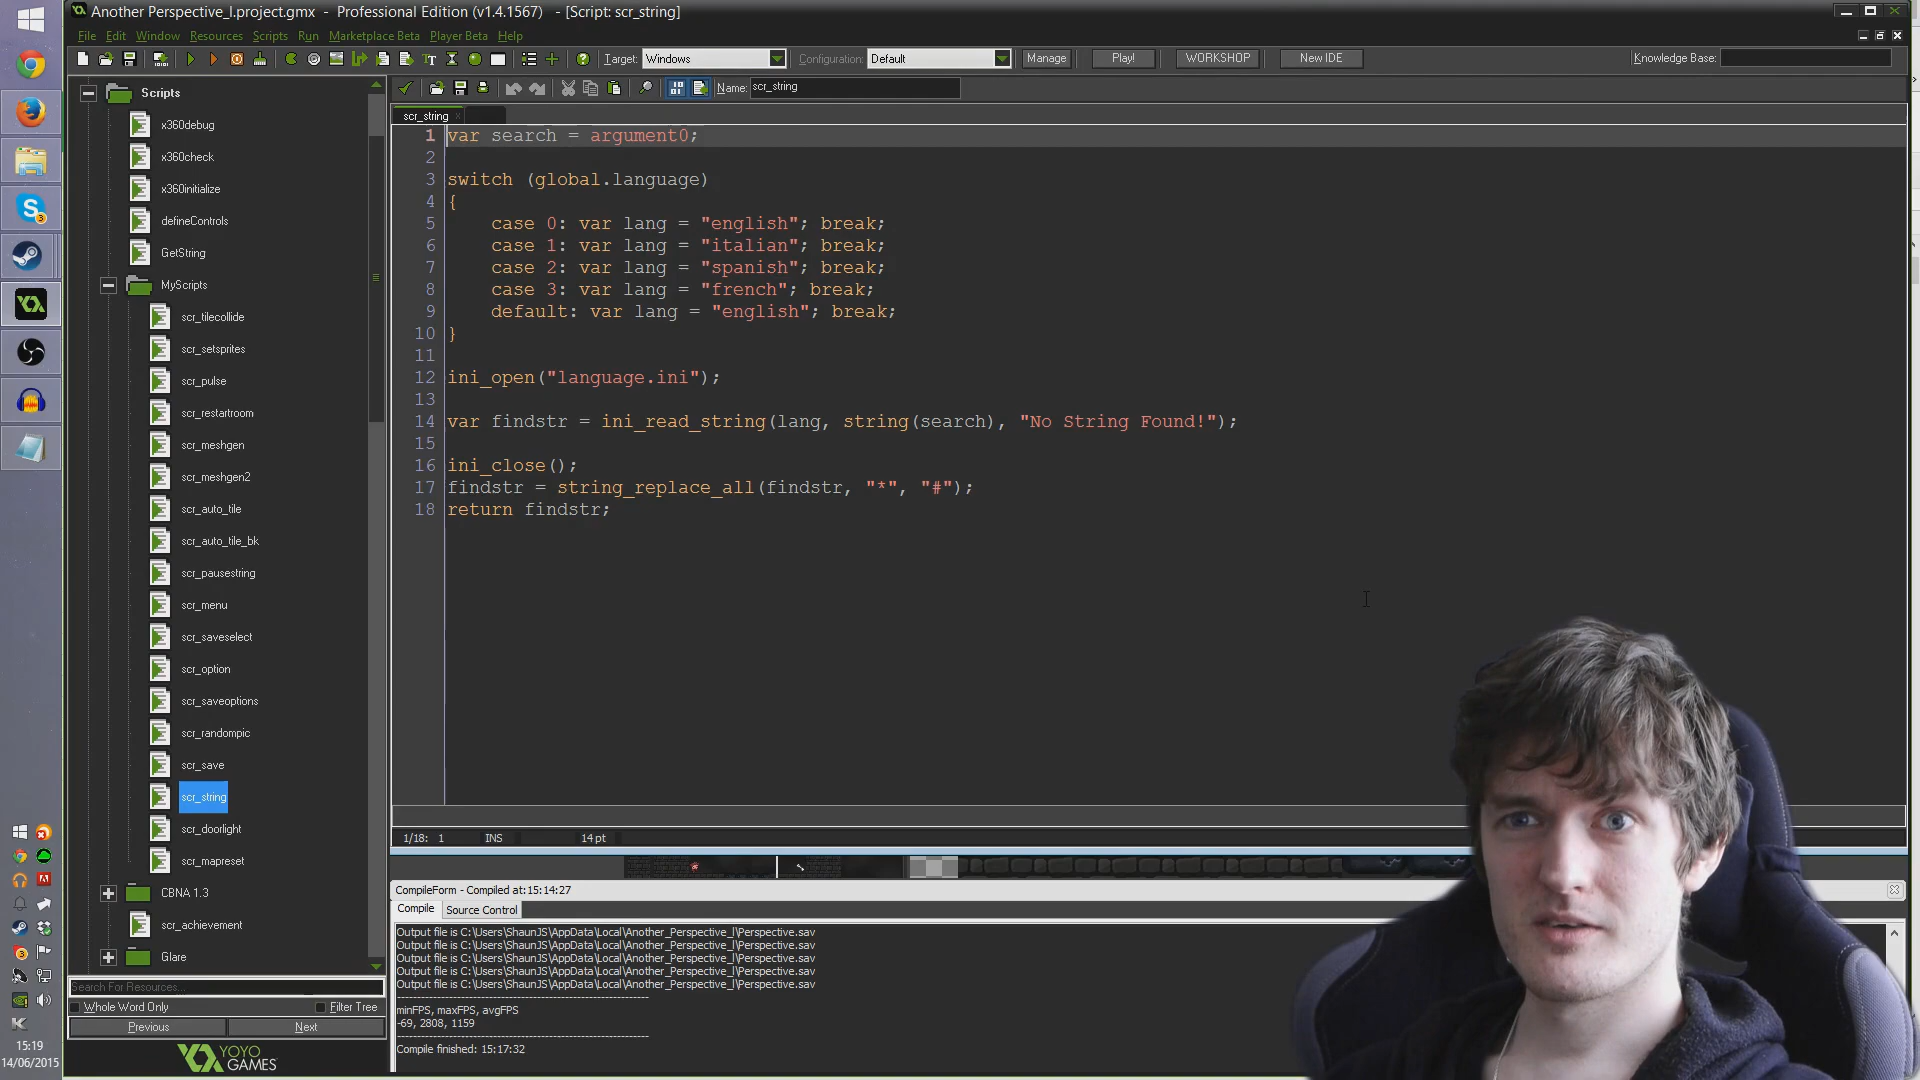 Another Perspective_I.project.gmx - Professional Edition (v1.4.1567) - [Script: scr_string]
File Edit Window Resources Scripts Run Marketplace Beta Player Beta Help
Target: Windows Configuration: Default Manage Play! WORKSHOP New IDE Knowledge Base:
Name: scr_string
Scripts
x360debug
x360check
x360initialize
defineControls
GetString
MyScripts
scr_tilecollide
scr_setsprites
scr_pulse
scr_restartroom
scr_meshgen
scr_meshgen2
scr_auto_tile
scr_auto_tile_bk
scr_pausestring
scr_menu
scr_saveselect
scr_option
scr_saveoptions
scr_randompic
scr_save
scr_string
scr_doorlight
scr_mapreset
CBNA 1.3
scr_achievement
Glare
Search For Resources...
Whole Word Only Filter Tree
Previous Next
YOYO GAMES
scr_string
1 var search = argument0;
2
3 switch (global.language)
4 {
5 case 0: var lang = "english"; break;
6 case 1: var lang = "italian"; break;
7 case 2: var lang = "spanish"; break;
8 case 3: var lang = "french"; break;
9 default: var lang = "english"; break;
10 }
11
12 ini_open("language.ini");
13
14 var findstr = ini_read_string(lang, string(search), "No String Found!");
15
16 ini_close();
17 findstr = string_replace_all(findstr, "*", "#");
18 return findstr;
1/18: 1 INS 14 pt
CompileForm - Compiled at:15:14:27
Compile Source Control
Output file is C:\Users\ShaunJS\AppData\Local\Another_Perspective_I\Perspective.sav
Output file is C:\Users\ShaunJS\AppData\Local\Another_Perspective_I\Perspective.sav
Output file is C:\Users\ShaunJS\AppData\Local\Another_Perspective_I\Perspective.sav
Output file is C:\Users\ShaunJS\AppData\Local\Another_Perspective_I\Perspective.sav
Output file is C:\Users\ShaunJS\AppData\Local\Another_Perspective_I\Perspective.sav
minFPS, maxFPS, avgFPS
-69, 2808, 1159
Compile finished: 15:17:32
15:19
14/06/2015